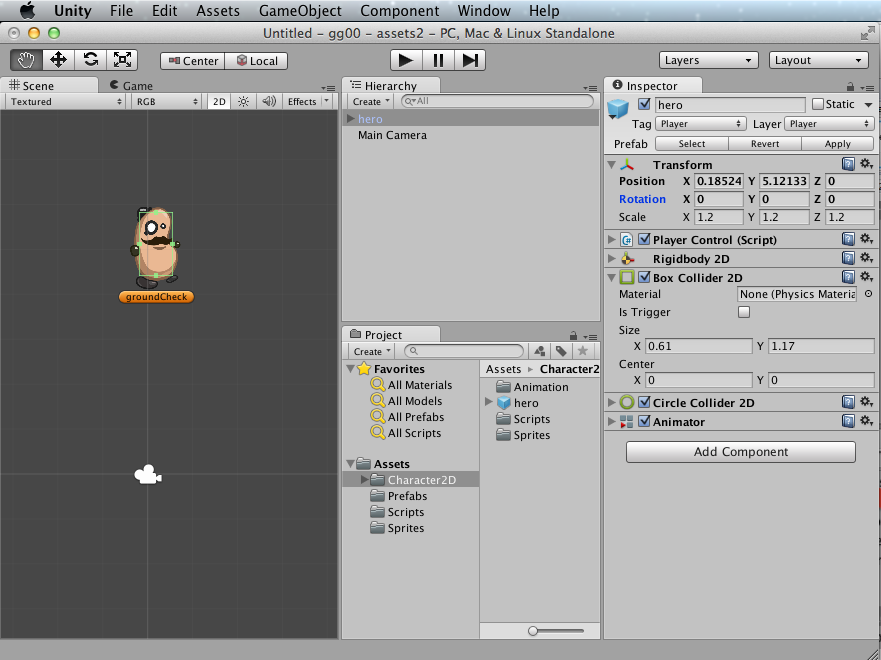 Unity File Edit Assets GameObject Component Window Help
Untitled - gg00 - assets2 - PC, Mac & Linux Standalone
Center Local Layers Layout
Scene Game
Textured RGB 2D Effects
groundCheck
Hierarchy
Create All
hero
Main Camera
Project
Create
Favorites
All Materials
All Models
All Prefabs
All Scripts
Assets
Character2D
Prefabs
Scripts
Sprites
Assets Character2
Animation
hero
Scripts
Sprites
Inspector
hero Static
Tag Player Layer Player
Prefab Select Revert Apply
Transform
Position X 0.18524 Y 5.12133 Z 0
Rotation X 0 Y 0 Z 0
Scale X 1.2 Y 1.2 Z 1.2
Player Control (Script)
Rigidbody 2D
Box Collider 2D
Material None (Physics Materia
Is Trigger
Size
X 0.61 Y 1.17
Center
X 0 Y 0
Circle Collider 2D
Animator
Add Component